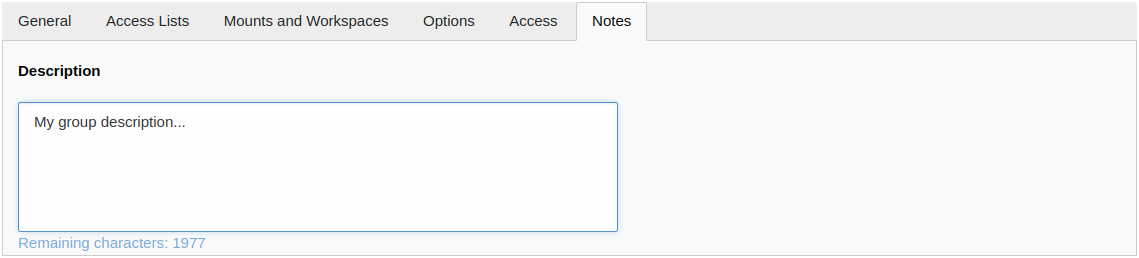 General Access Lists Mounts and Workspaces Options Access Notes
Description
My group description...
Remaining characters: 1977